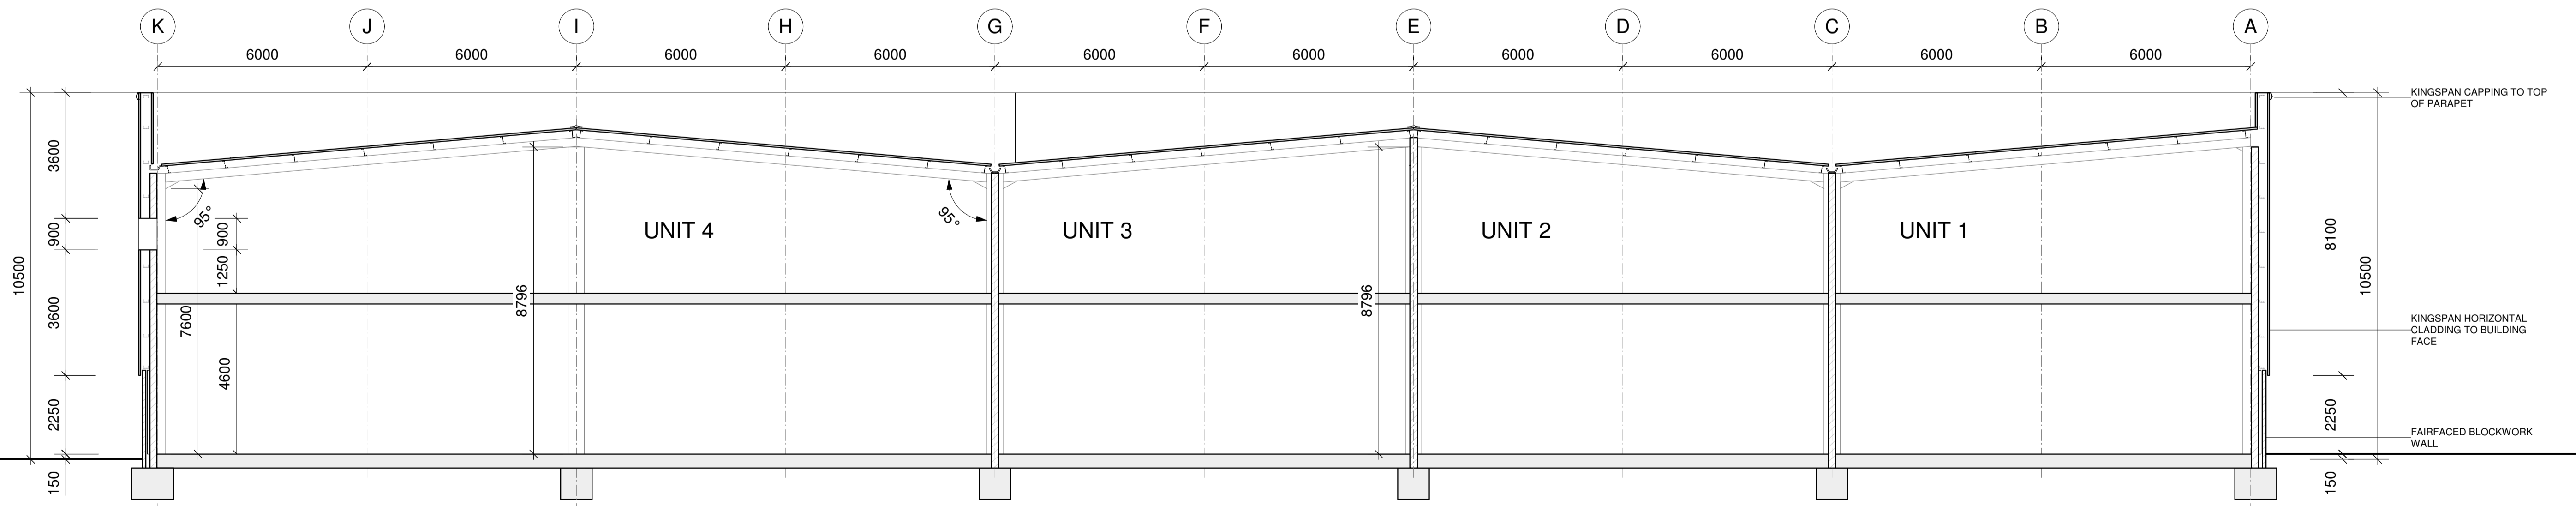 K J I H G F E D C B A
6000 6000 6000 6000 6000 6000 6000 6000 6000 6000
KINGSPAN CAPPING TO TOP
OF PARAPET
3600
95°
95°
900
900
UNIT 4 UNIT 3 UNIT 2 UNIT 1
8100
10500
1250
10500
3600
7600
8796
8796
KINGSPAN HORIZONTAL
CLADDING TO BUILDING
FACE
4600
2250
2250
FAIRFACED BLOCKWORK
WALL
150
150